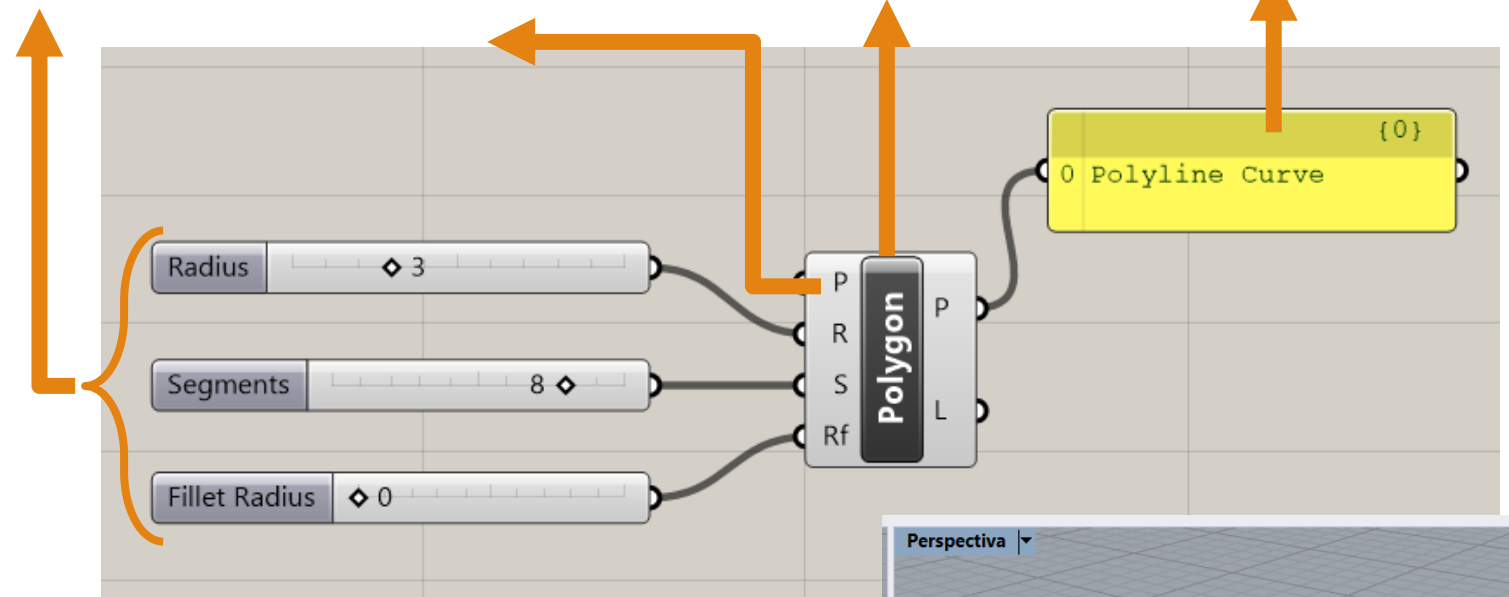 {0}
0 Polyline Curve
Radius 3
Segments 8
Fillet Radius 0
P
R
S
Rf
Polygon
P
L
Perspectiva